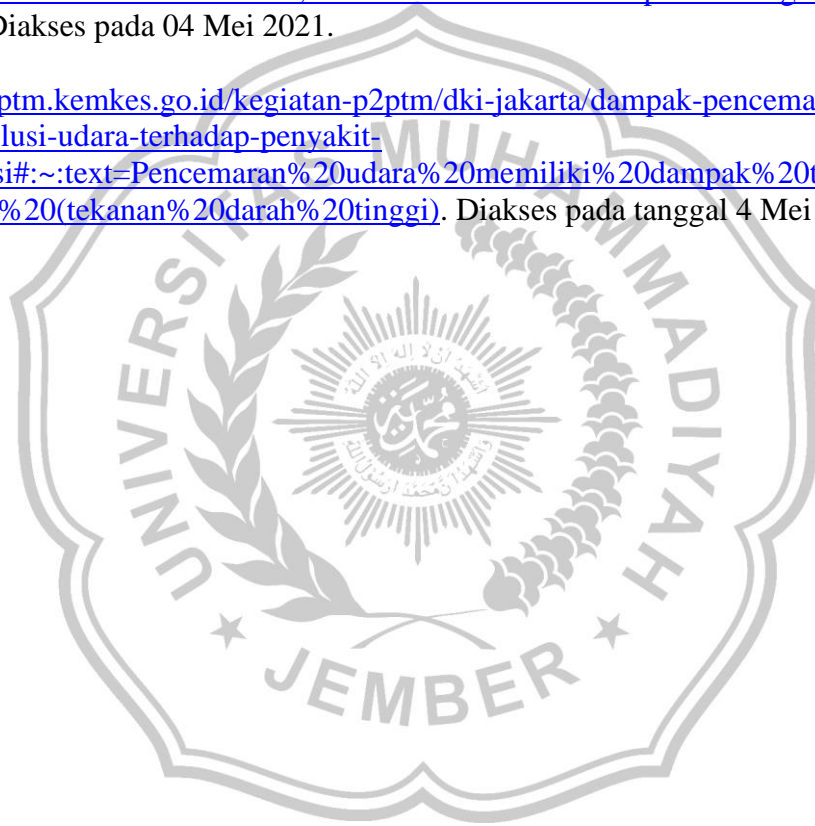 Diakses pada 04 Mei 2021.
ptm.kemkes.go.id/kegiatan-p2ptm/dki-jakarta/dampak-pencema
lusi-udara-terhadap-penyakit-
si#:~:text=Pencemaran%20udara%20memiliki%20dampak%20t
%20(tekanan%20darah%20tinggi). Diakses pada tanggal 4 Mei
UNIVERSITAS MUHAMMADIYAH
JEMBER